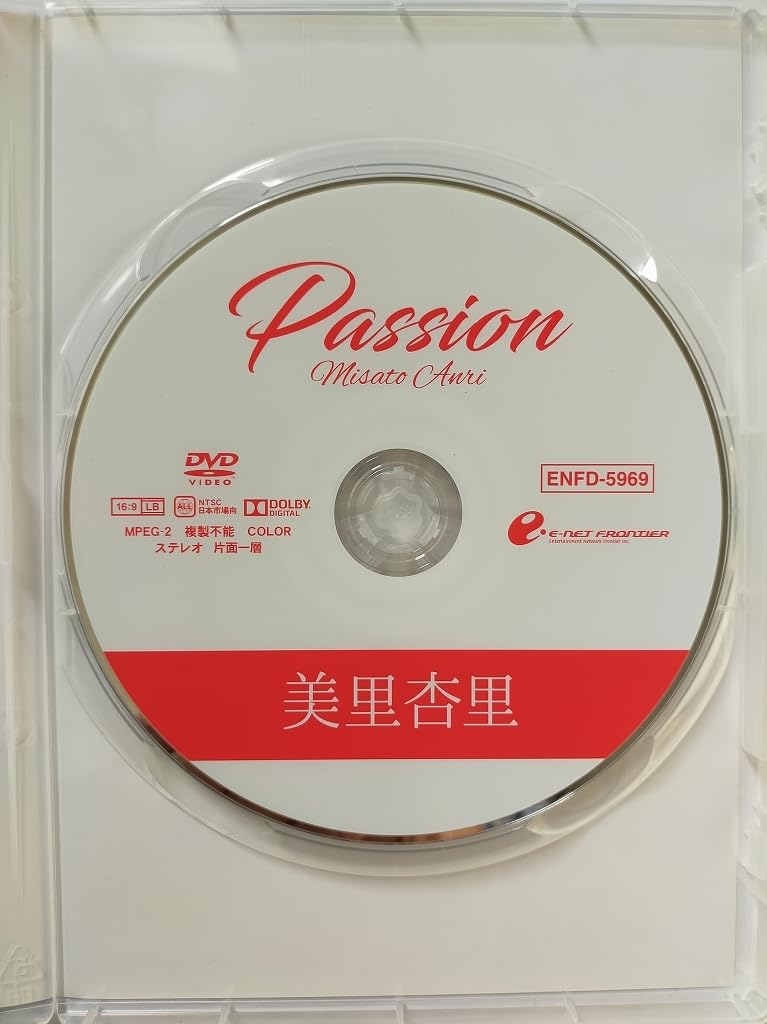 Passion
Misato Anri
DVD
VIDEO
16:9 LB
ALL
NTSC
日本市場向
DOLBY
DIGITAL
MPEG-2 複製不能 COLOR
ステレオ 片面一層
ENFD-5969
e E-NET FRONTIER
Entertainment Network Frontier Inc.
美里杏里